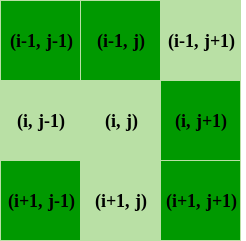 (i-1, j-1) (i-1, j) (i-1, j+1)
(i, j-1) (i, j) (i, j+1)
(i+1, j-1) (i+1, j) (i+1, j+1)